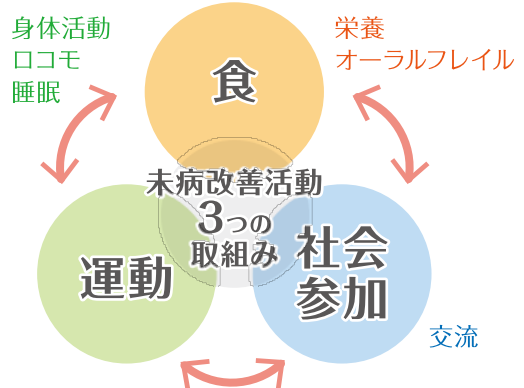 身体活動
ロコモ
睡眠
栄養
オーラルフレイル
食
未病改善活動
3つの
取組み
運動
社会
参加
交流